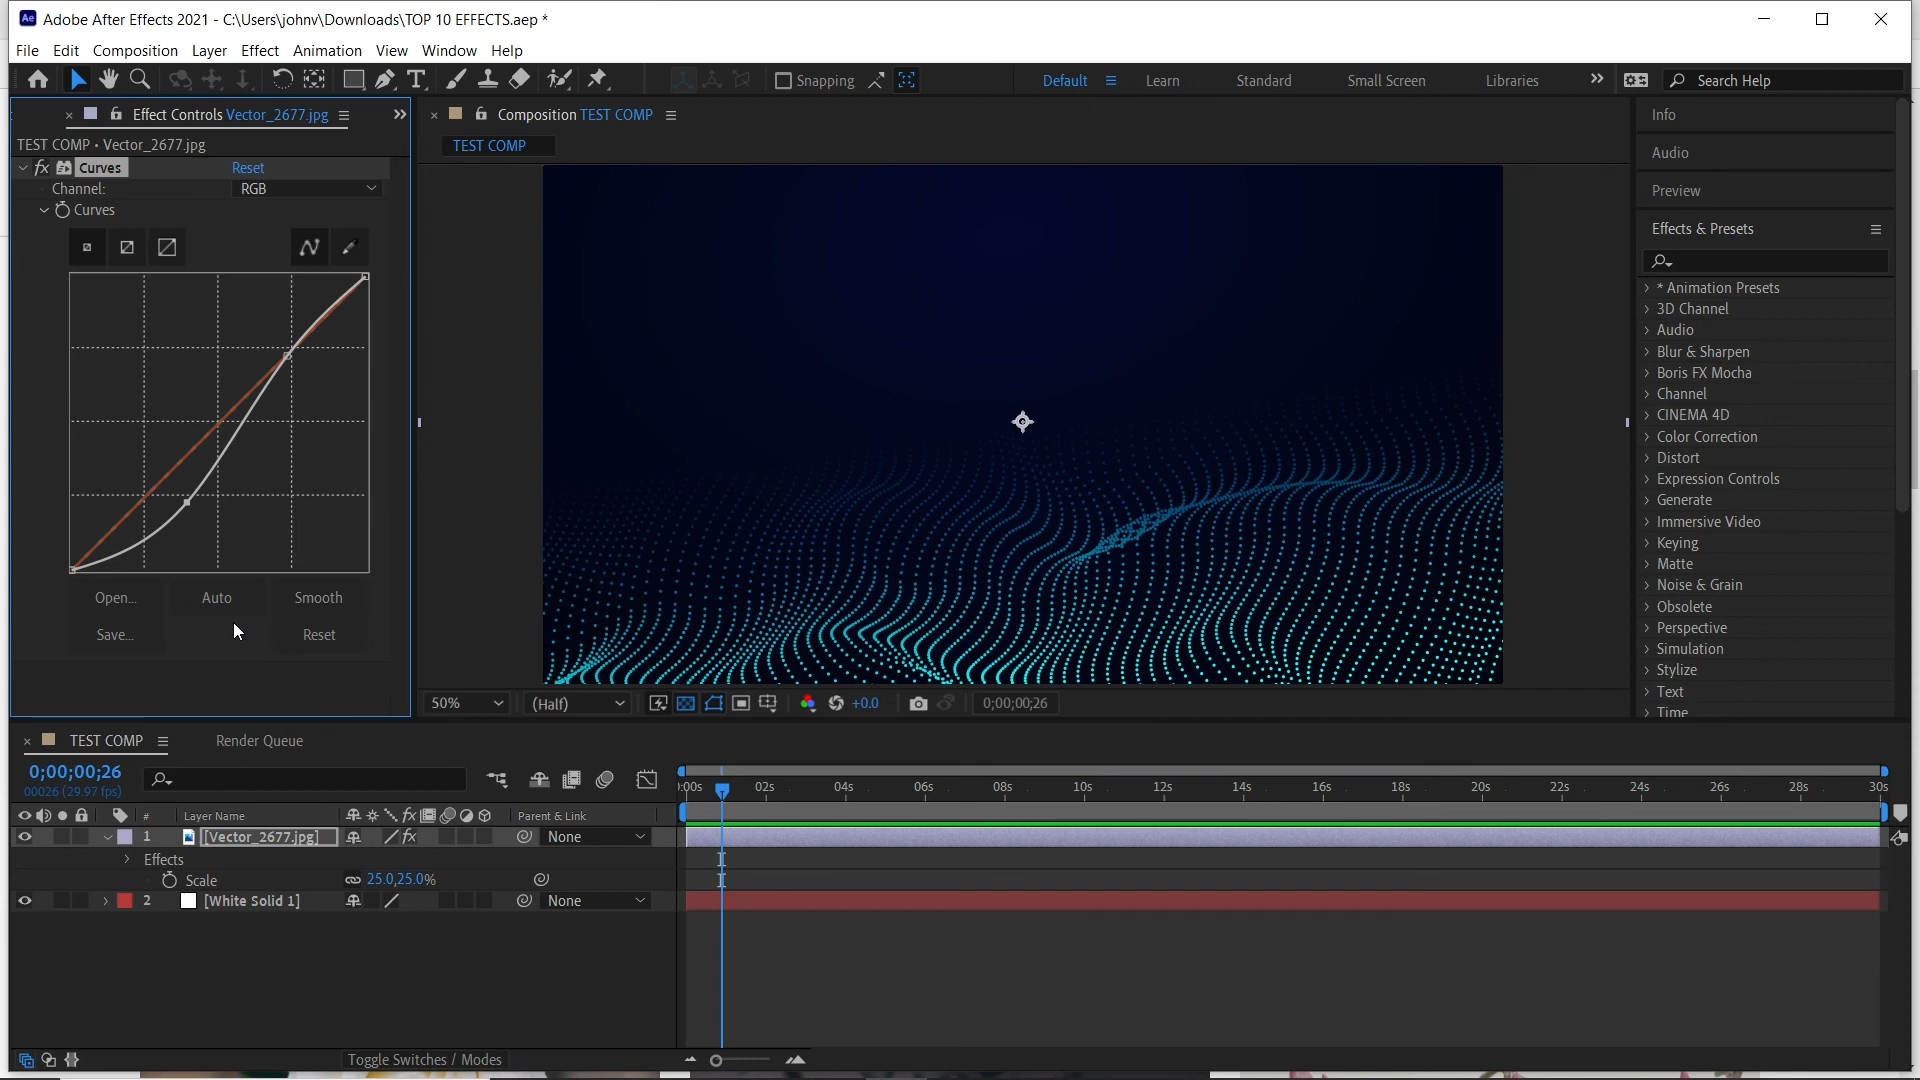 Adobe After Effects 2021 - C:\Users\johnv\Downloads\TOP 10 EFFECTS.aep *
File Edit Composition Layer Effect Animation View Window Help
Snapping Default Learn Standard Small Screen Libraries Search Help
Effect Controls Vector_2677.jpg
TEST COMP • Vector_2677.jpg
fx Curves Reset
Channel: RGB
Curves
Open... Auto Smooth
Save... Reset
Composition TEST COMP
TEST COMP
50% (Half) +0.0 0;00;00;26
Info
Audio
Preview
Effects & Presets
* Animation Presets
3D Channel
Audio
Blur & Sharpen
Boris FX Mocha
Channel
CINEMA 4D
Color Correction
Distort
Expression Controls
Generate
Immersive Video
Keying
Matte
Noise & Grain
Obsolete
Perspective
Simulation
Stylize
Text
Time
TEST COMP Render Queue
0;00;00;26
00026 (29.97 fps)
):00s 02s 04s 06s 08s 10s 12s 14s 16s 18s 20s 22s 24s 26s 28s 30s
# Layer Name fx Parent & Link
1 [Vector_2677.jpg] fx None
Effects
Scale 25.0,25.0%
2 [White Solid 1] None
Toggle Switches / Modes